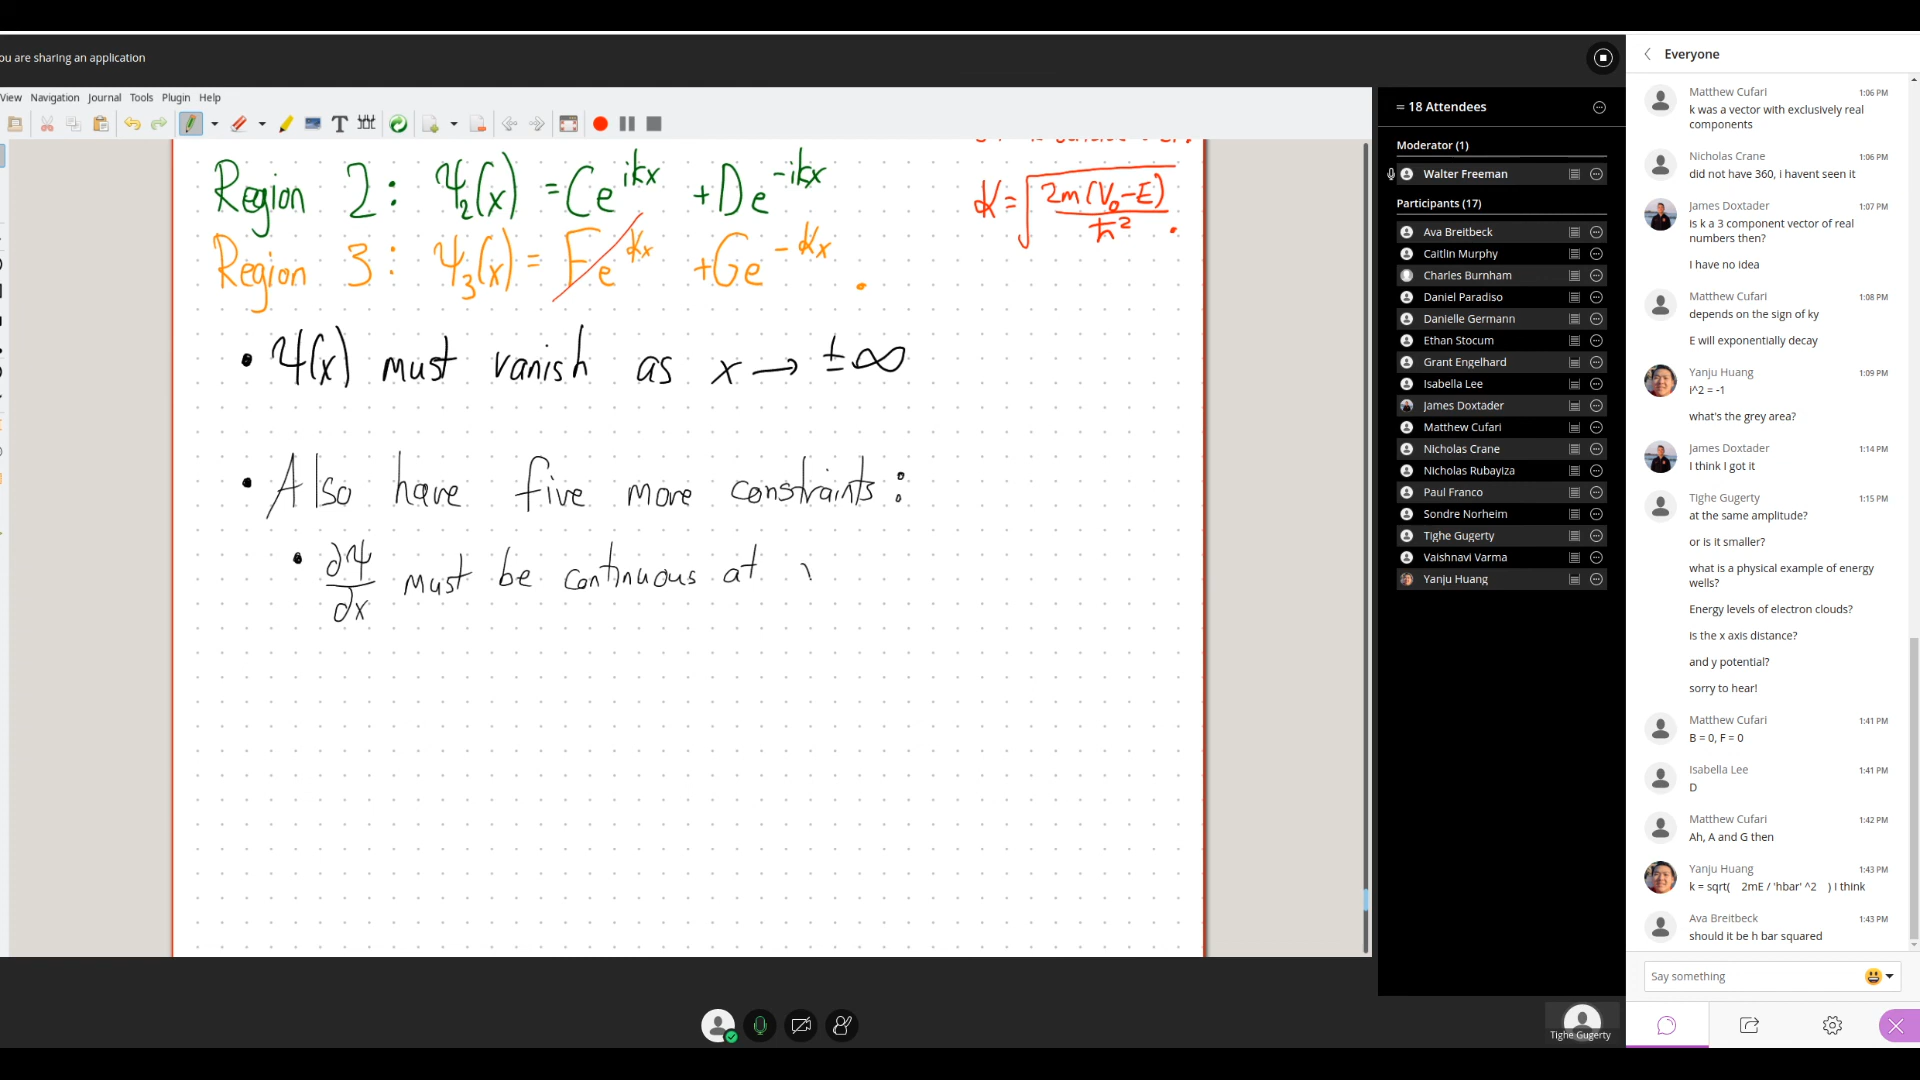 ou are sharing an application
View Navigation Journal Tools Plugin Help
Region 2: Ψ₂(x) = Ce^{ikx} + De^{-ikx}
K = √(2m(V₀-E)/ħ²).
Region 3: Ψ₃(x) = Fe^{Kx} + Ge^{-Kx}.
• Ψ(x) must vanish as x → ±∞
• Also have five more constraints:
• ∂Ψ/∂x must be continuous at
18 Attendees
Moderator (1)
Walter Freeman
Participants (17)
Ava Breitbeck
Caitlin Murphy
Charles Burnham
Daniel Paradiso
Danielle Germann
Ethan Stocum
Grant Engelhard
Isabella Lee
James Doxtader
Matthew Cufari
Nicholas Crane
Nicholas Rubayiza
Paul Franco
Sondre Norheim
Tighe Gugerty
Vaishnavi Varma
Yanju Huang
Tighe Gugerty
Everyone
Matthew Cufari 1:06 PM
k was a vector with exclusively real
components
Nicholas Crane 1:06 PM
did not have 360, i havent seen it
James Doxtader 1:07 PM
is k a 3 component vector of real
numbers then?
I have no idea
Matthew Cufari 1:08 PM
depends on the sign of ky
E will exponentially decay
Yanju Huang 1:09 PM
i^2 = -1
what's the grey area?
James Doxtader 1:14 PM
I think I got it
Tighe Gugerty 1:15 PM
at the same amplitude?
or is it smaller?
what is a physical example of energy
wells?
Energy levels of electron clouds?
is the x axis distance?
and y potential?
sorry to hear!
Matthew Cufari 1:41 PM
B = 0, F = 0
Isabella Lee 1:41 PM
D
Matthew Cufari 1:42 PM
Ah, A and G then
Yanju Huang 1:43 PM
k = sqrt( 2mE / 'hbar' ^2 ) I think
Ava Breitbeck 1:43 PM
should it be h bar squared
Say something